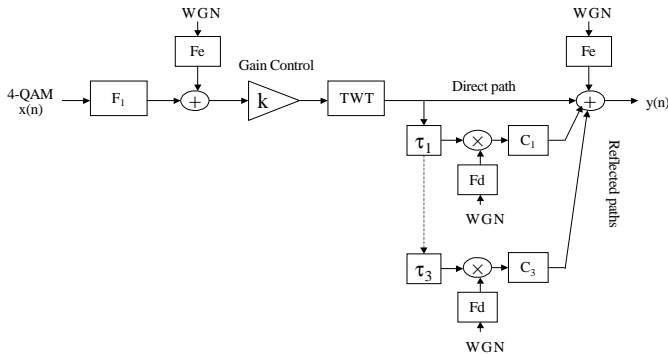 WGN
WGN
Fe
Fe
Gain Control
4-QAM
x(n)
F1
+
k
TWT
Direct path
+
y(n)
τ1
×
C1
Fd
WGN
Reflected paths
τ3
×
C3
Fd
WGN